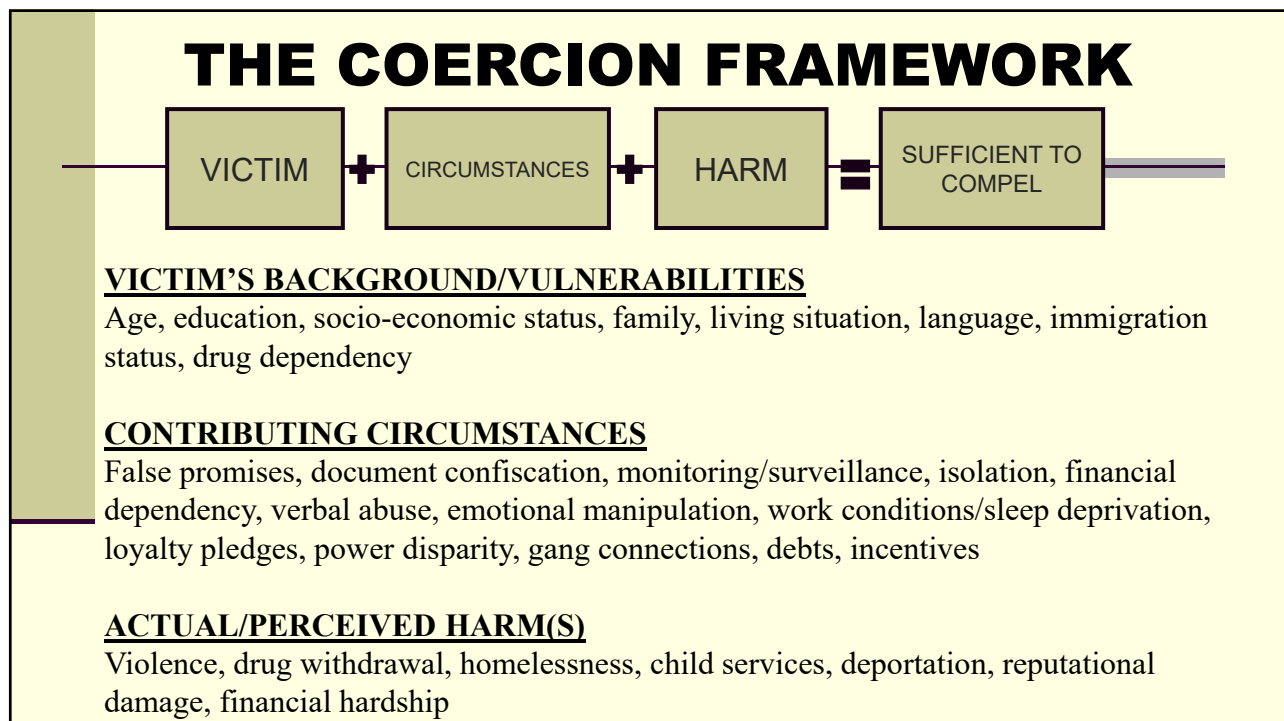 THE COERCION FRAMEWORK
VICTIM + CIRCUMSTANCES + HARM = SUFFICIENT TO
COMPEL
VICTIM’S BACKGROUND/VULNERABILITIES
Age, education, socio-economic status, family, living situation, language, immigration
status, drug dependency
CONTRIBUTING CIRCUMSTANCES
False promises, document confiscation, monitoring/surveillance, isolation, financial
dependency, verbal abuse, emotional manipulation, work conditions/sleep deprivation,
loyalty pledges, power disparity, gang connections, debts, incentives
ACTUAL/PERCEIVED HARM(S)
Violence, drug withdrawal, homelessness, child services, deportation, reputational
damage, financial hardship